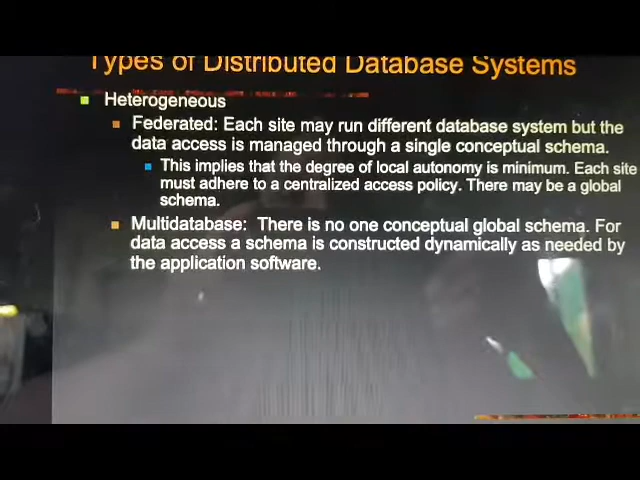 Types of Distributed Database Systems
Heterogeneous
Federated: Each site may run different database system but the
data access is managed through a single conceptual schema.
This implies that the degree of local autonomy is minimum. Each site
must adhere to a centralized access policy. There may be a global
schema.
Multidatabase: There is no one conceptual global schema. For
data access a schema is constructed dynamically as needed by
the application software.